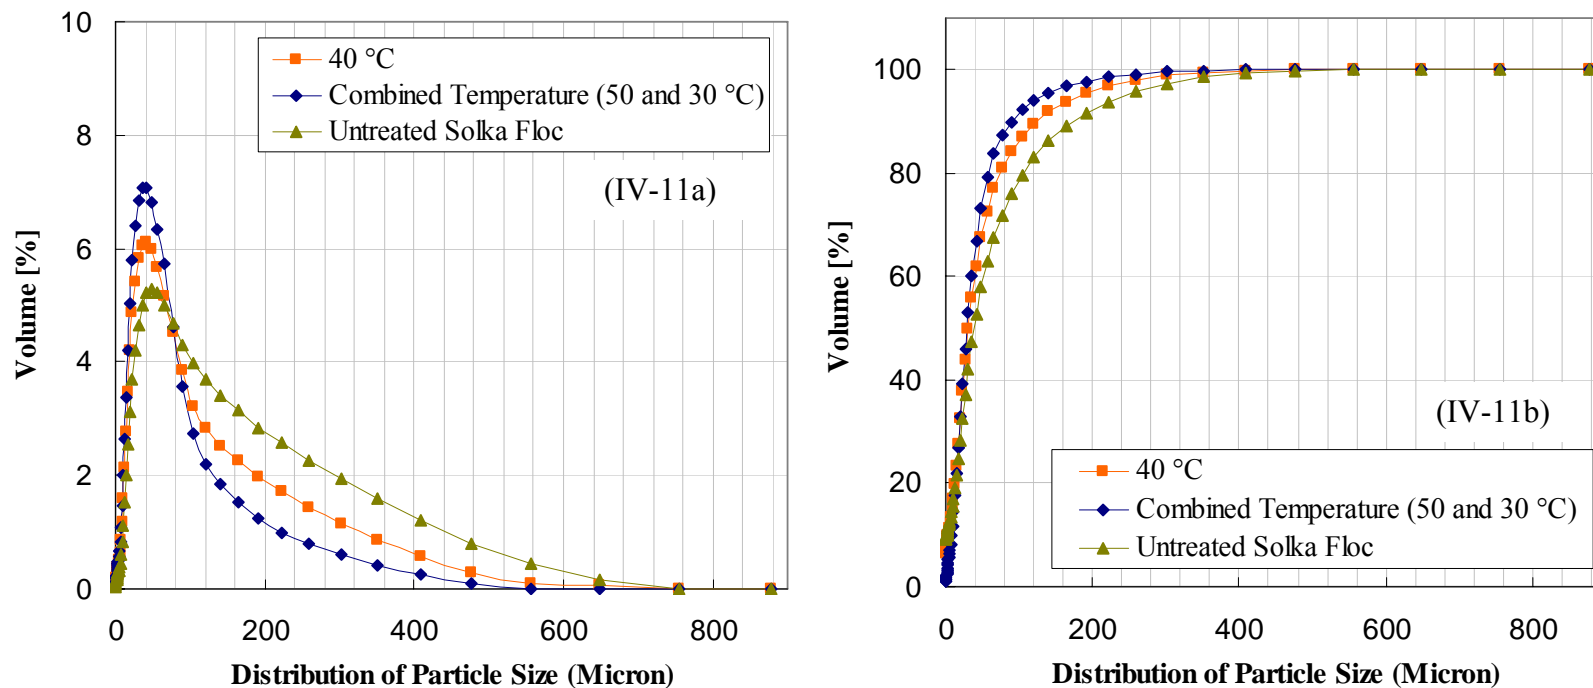 10
8
6
4
2
0
Volume [%]
40 °C
Combined Temperature (50 and 30 °C)
Untreated Solka Floc
(IV-11a)
0 200 400 600 800
Distribution of Particle Size (Micron)
100
80
60
40
20
0
Volume [%]
(IV-11b)
40 °C
Combined Temperature (50 and 30 °C)
Untreated Solka Floc
0 200 400 600 800
Distribution of Particle Size (Micron)